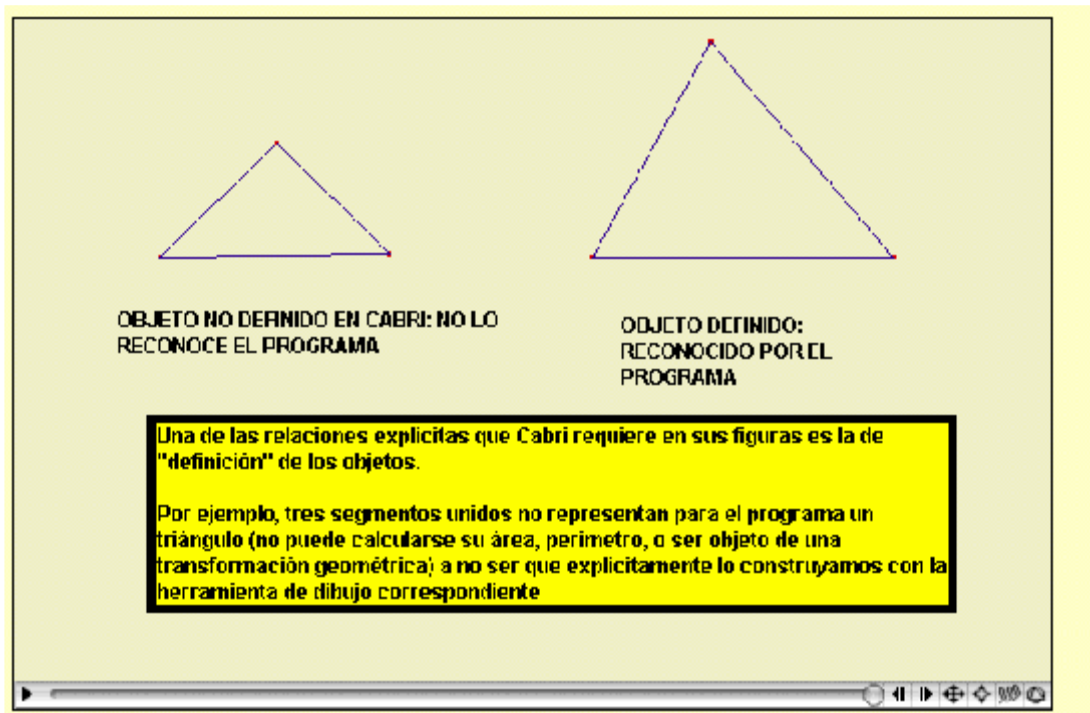 OBJETO NO DEFINIDO EN CABRI: NO LO
RECONOCE EL PROGRAMA
OBJETO DEFINIDO:
RECONOCIDO POR EL
PROGRAMA
Una de las relaciones explicitas que Cabri requiere en sus figuras es la de
"definición" de los objetos.
Por ejemplo, tres segmentos unidos no representan para el programa un
triángulo (no puede calcularse su área, perimetro, o ser objeto de una
transformación geométrica) a no ser que explicitamente lo construyamos con la
herramienta de dibujo correspondiente